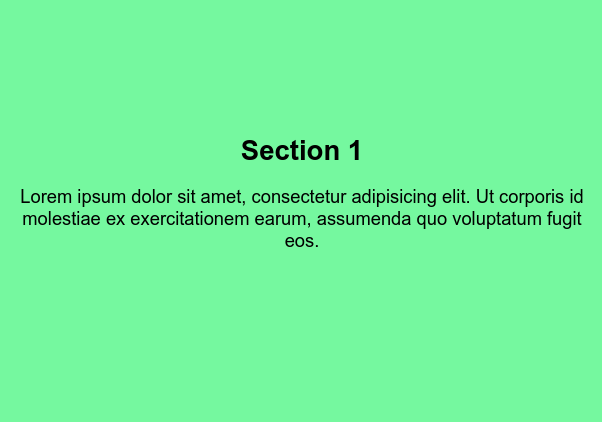 Section 1
Lorem ipsum dolor sit amet, consectetur adipisicing elit. Ut corporis id
molestiae ex exercitationem earum, assumenda quo voluptatum fugit
eos.